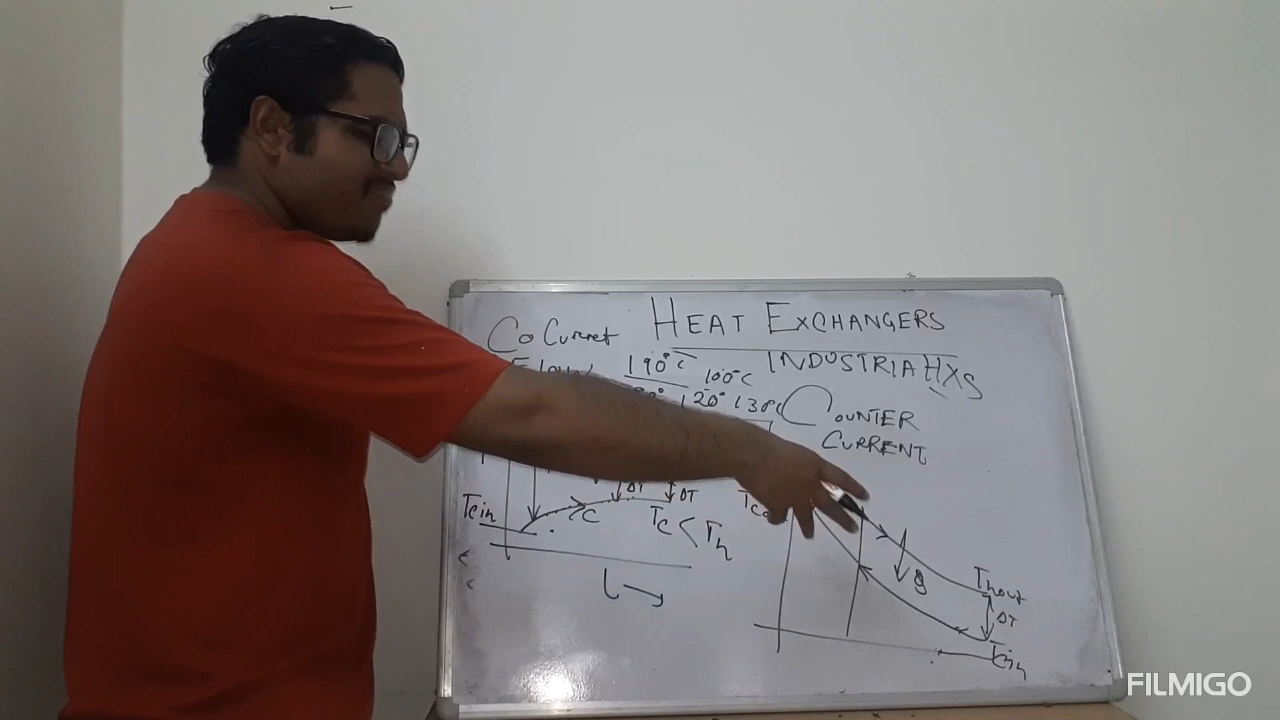 HEAT EXCHANGERS
INDUSTRIAL HXS
CO Current
Flow
190°C 100°C
120° 130°C
COUNTER
CURRENT
Tcin
ΔT
ΔT
Tc < Th
L →
Thout
ΔT
Tcin
FILMIGO